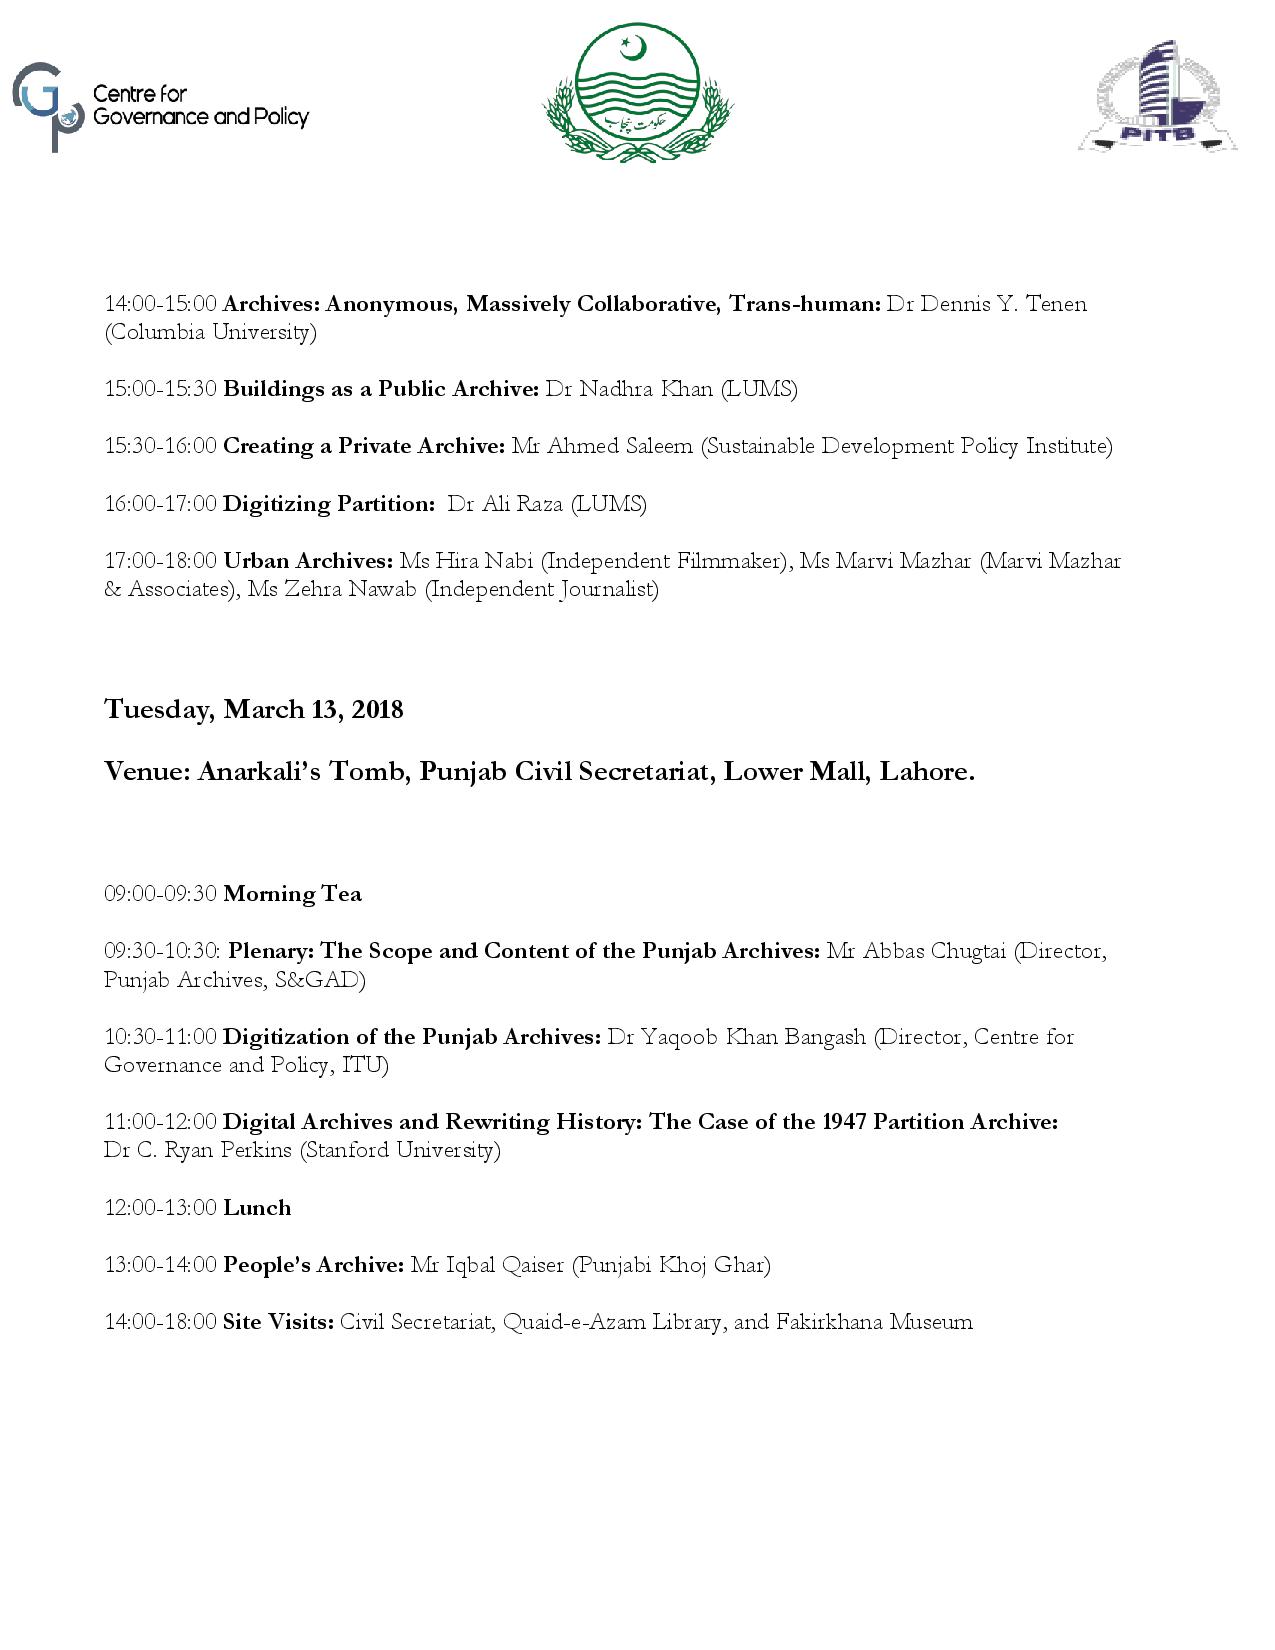 Centre for
Governance and Policy
حکومت پنجاب
PITB
14:00-15:00 Archives: Anonymous, Massively Collaborative, Trans-human: Dr Dennis Y. Tenen
(Columbia University)
15:00-15:30 Buildings as a Public Archive: Dr Nadhra Khan (LUMS)
15:30-16:00 Creating a Private Archive: Mr Ahmed Saleem (Sustainable Development Policy Institute)
16:00-17:00 Digitizing Partition:  Dr Ali Raza (LUMS)
17:00-18:00 Urban Archives: Ms Hira Nabi (Independent Filmmaker), Ms Marvi Mazhar (Marvi Mazhar
& Associates), Ms Zehra Nawab (Independent Journalist)
Tuesday, March 13, 2018
Venue: Anarkali’s Tomb, Punjab Civil Secretariat, Lower Mall, Lahore.
09:00-09:30 Morning Tea
09:30-10:30: Plenary: The Scope and Content of the Punjab Archives: Mr Abbas Chugtai (Director,
Punjab Archives, S&GAD)
10:30-11:00 Digitization of the Punjab Archives: Dr Yaqoob Khan Bangash (Director, Centre for
Governance and Policy, ITU)
11:00-12:00 Digital Archives and Rewriting History: The Case of the 1947 Partition Archive:
Dr C. Ryan Perkins (Stanford University)
12:00-13:00 Lunch
13:00-14:00 People’s Archive: Mr Iqbal Qaiser (Punjabi Khoj Ghar)
14:00-18:00 Site Visits: Civil Secretariat, Quaid-e-Azam Library, and Fakirkhana Museum